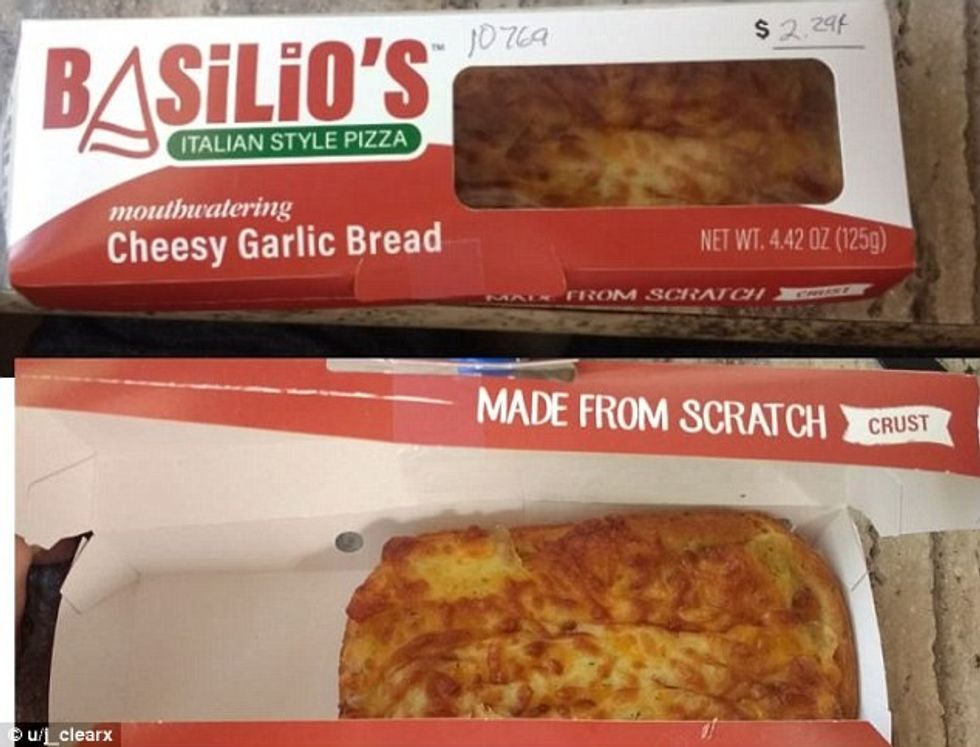 BASiLiO'S™
ITALIAN STYLE PIZZA
10769
$ 2.29
mouthwatering
Cheesy Garlic Bread
NET WT. 4.42 OZ (125g)
MADE FROM SCRATCH CRUST
MADE FROM SCRATCH CRUST
© u/j_clearx